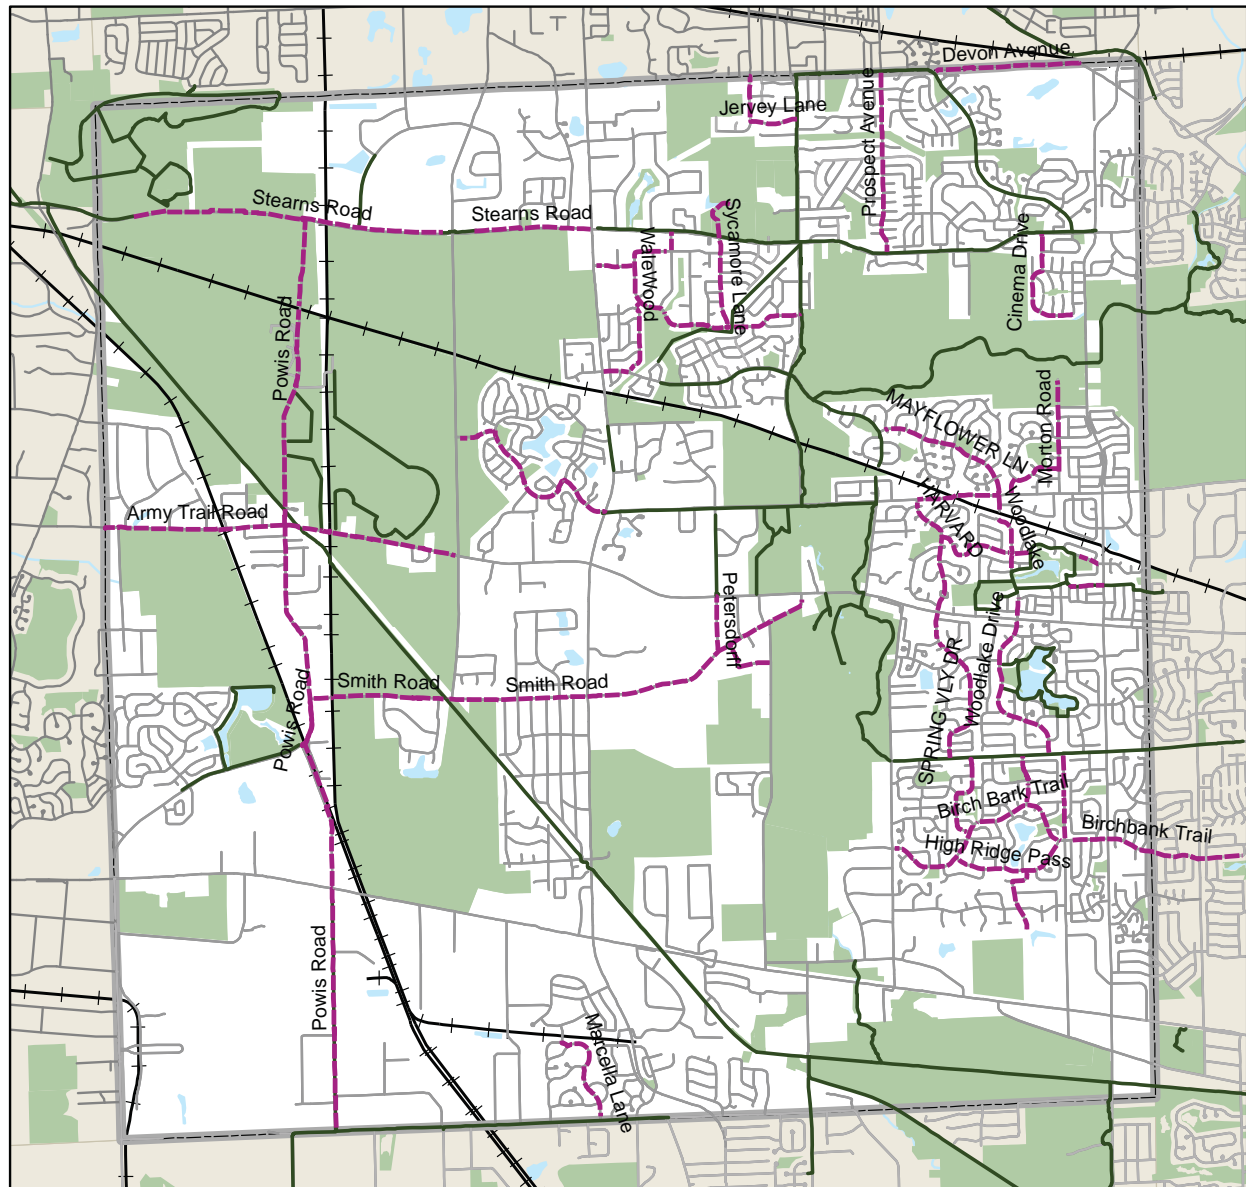 Devon Avenue
Jervey Lane
Prospect Avenue
Stearns Road
Stearns Road
Sycamore Lane
WaleWood
Cinema Drive
Powis Road
MAYFLOWER LN
Morton Road
HARVARD
Woodlake
Army Trail Road
Petersdorff
Woodlake Drive
SPRING VLY DR
Smith Road
Smith Road
Powis Road
Birch Bark Trail
Birchbank Trail
High Ridge Pass
Powis Road
Marcella Lane